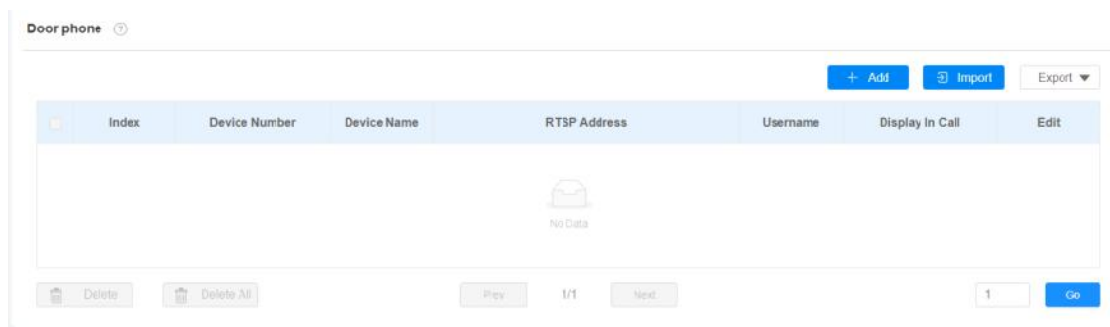 Door phone ?
+ Add Import Export
Index Device Number Device Name RTSP Address Username Display In Call Edit
No Data
Delete Delete All Prev 1/1 Next 1 Go